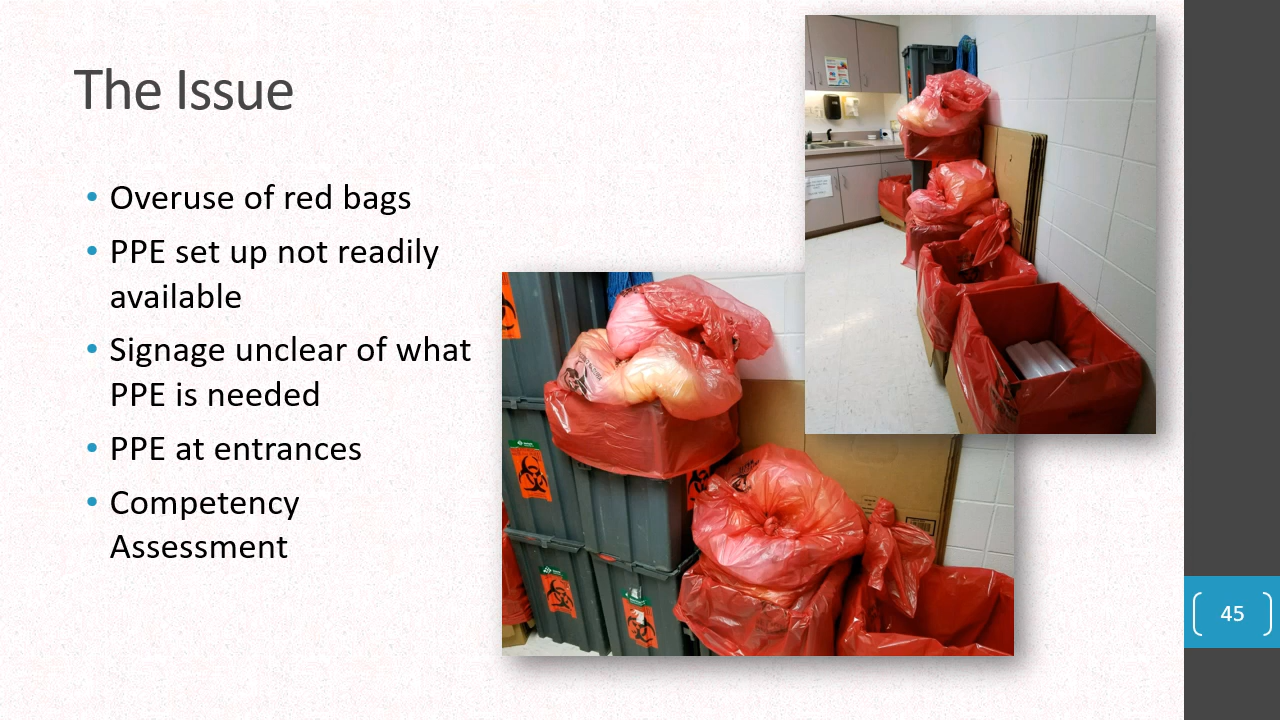 The Issue
• Overuse of red bags
• PPE set up not readily
available
• Signage unclear of what
PPE is needed
• PPE at entrances
• Competency
Assessment
45